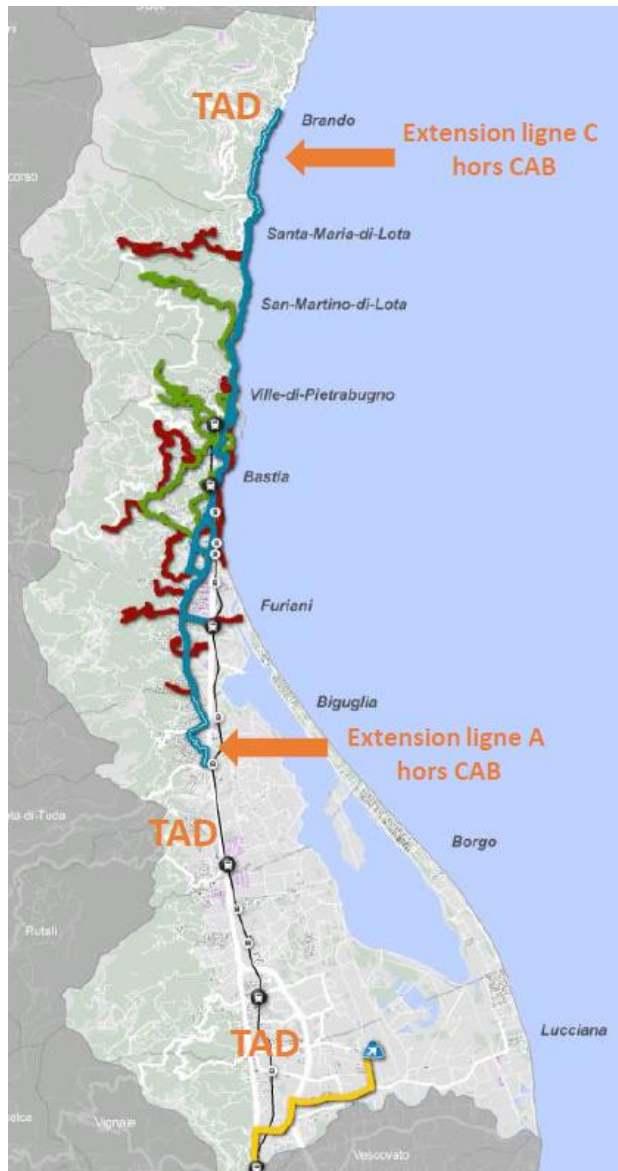 TAD
Brando
Extension ligne C
hors CAB
corso
Santa-Maria-di-Lota
San-Martino-di-Lota
Ville-di-Pietrabugno
Bastia
Furiani
Biguglia
Extension ligne A
hors CAB
TAD
Borgo
Rutali
TAD
Lucciana
Vignale
Vescovato